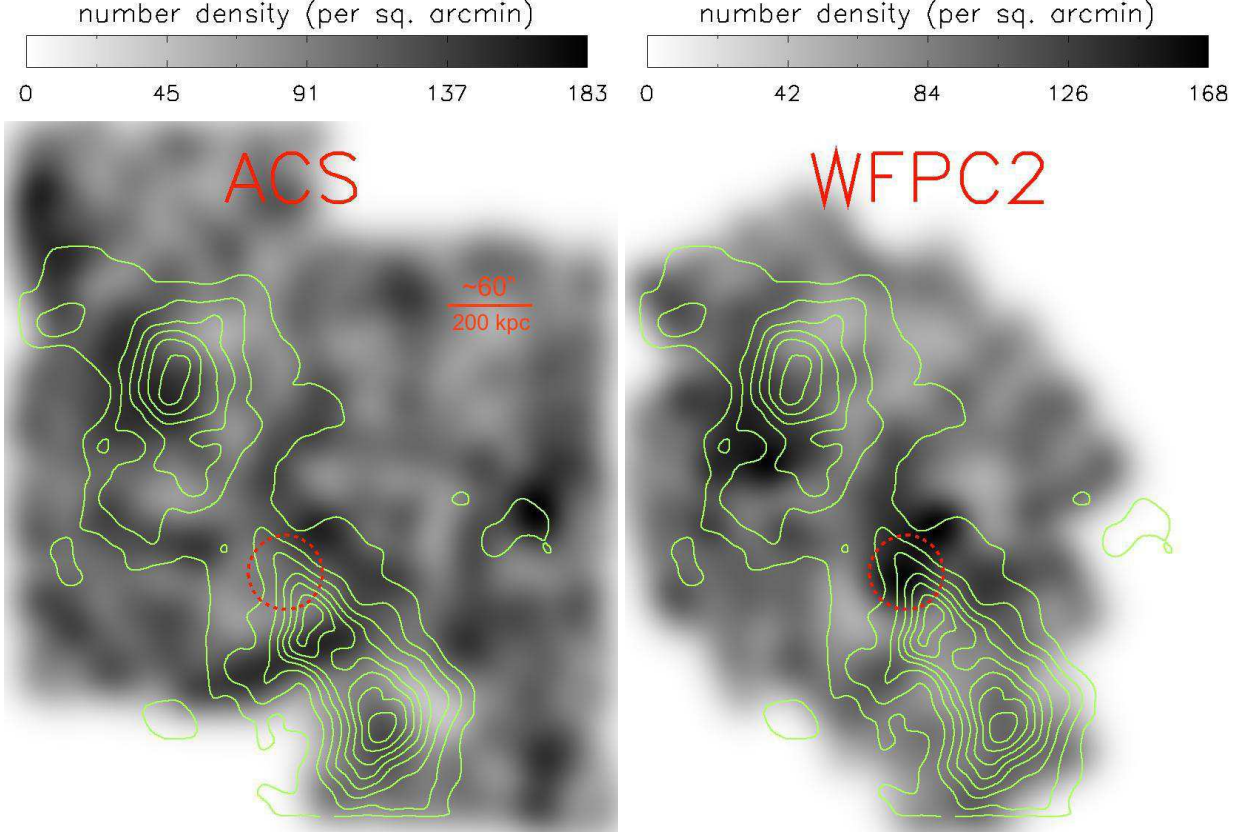 number density (per sq. arcmin)
0 45 91 137 183
ACS
~60"
200 kpc
number density (per sq. arcmin)
0 42 84 126 168
WFPC2